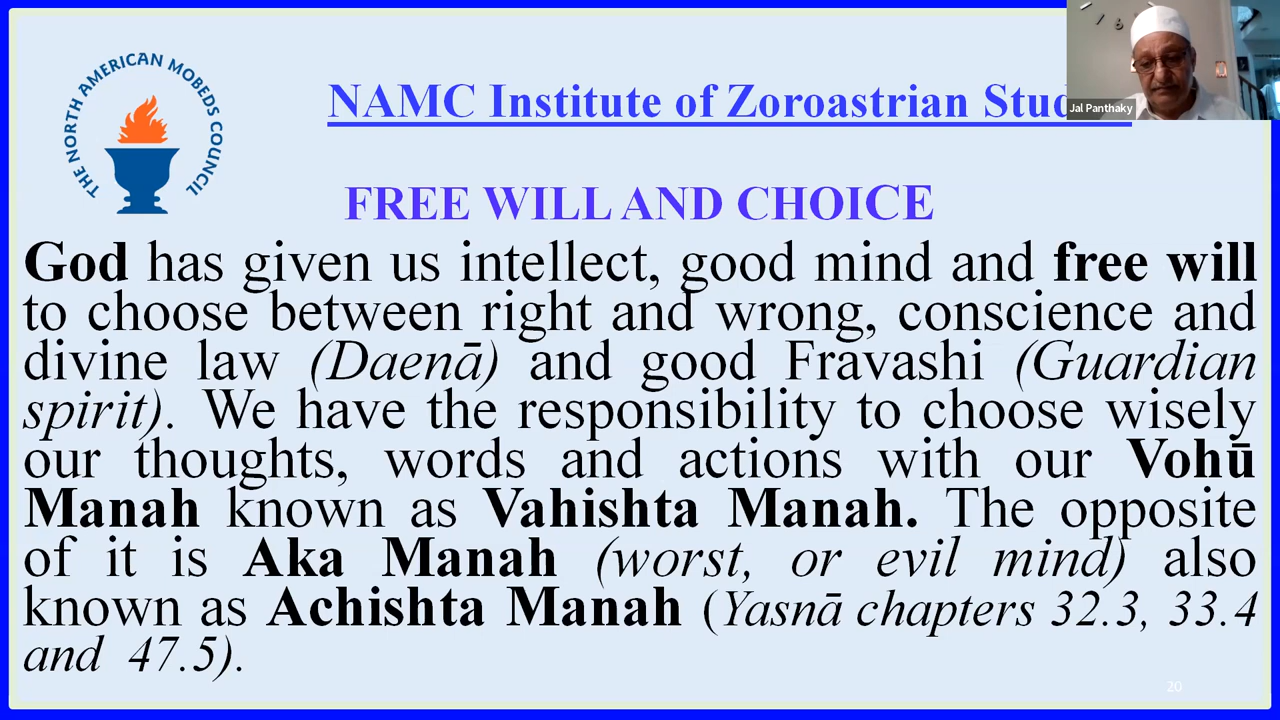 THE NORTH AMERICAN MOBEDS COUNCIL
NAMC Institute of Zoroastrian
Jal Panthaky
FREE WILL AND CHOICE
God has given us intellect, good mind and free will
to choose between right and wrong, conscience and
divine law (Daenā) and good Fravashi (Guardian
spirit). We have the responsibility to choose wisely
our thoughts, words and actions with our Vohū
Manah known as Vahishta Manah. The opposite
of it is Aka Manah (worst, or evil mind) also
known as Achishta Manah (Yasnā chapters 32.3, 33.4
and 47.5).
20